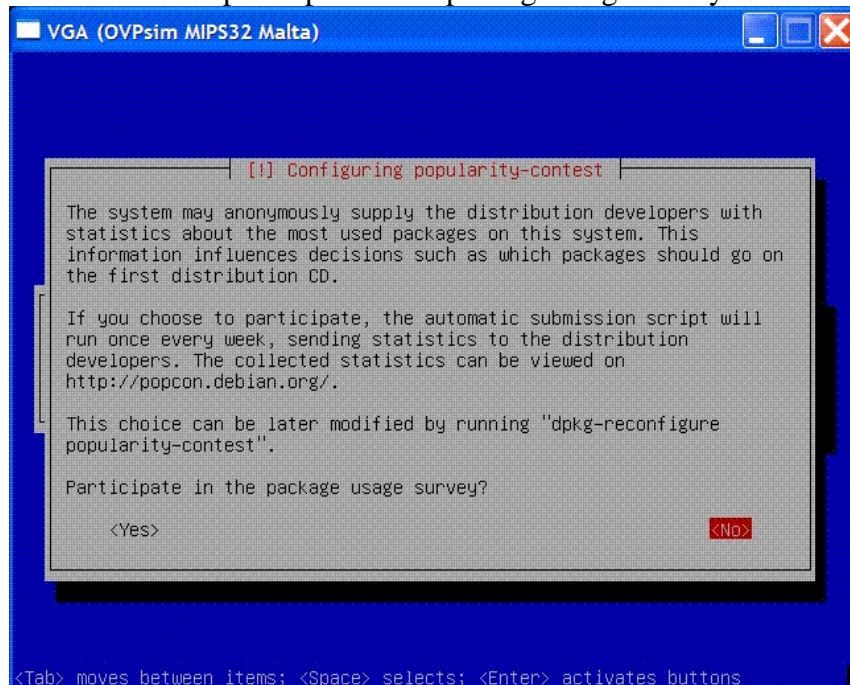 VGA (OVPsim MIPS32 Malta)
[!] Configuring popularity-contest
The system may anonymously supply the distribution developers with
statistics about the most used packages on this system. This
information influences decisions such as which packages should go on
the first distribution CD.
If you choose to participate, the automatic submission script will
run once every week, sending statistics to the distribution
developers. The collected statistics can be viewed on
http://popcon.debian.org/.
This choice can be later modified by running "dpkg-reconfigure
popularity-contest".
Participate in the package usage survey?
<Yes> <No>
<Tab> moves between items; <Space> selects; <Enter> activates buttons